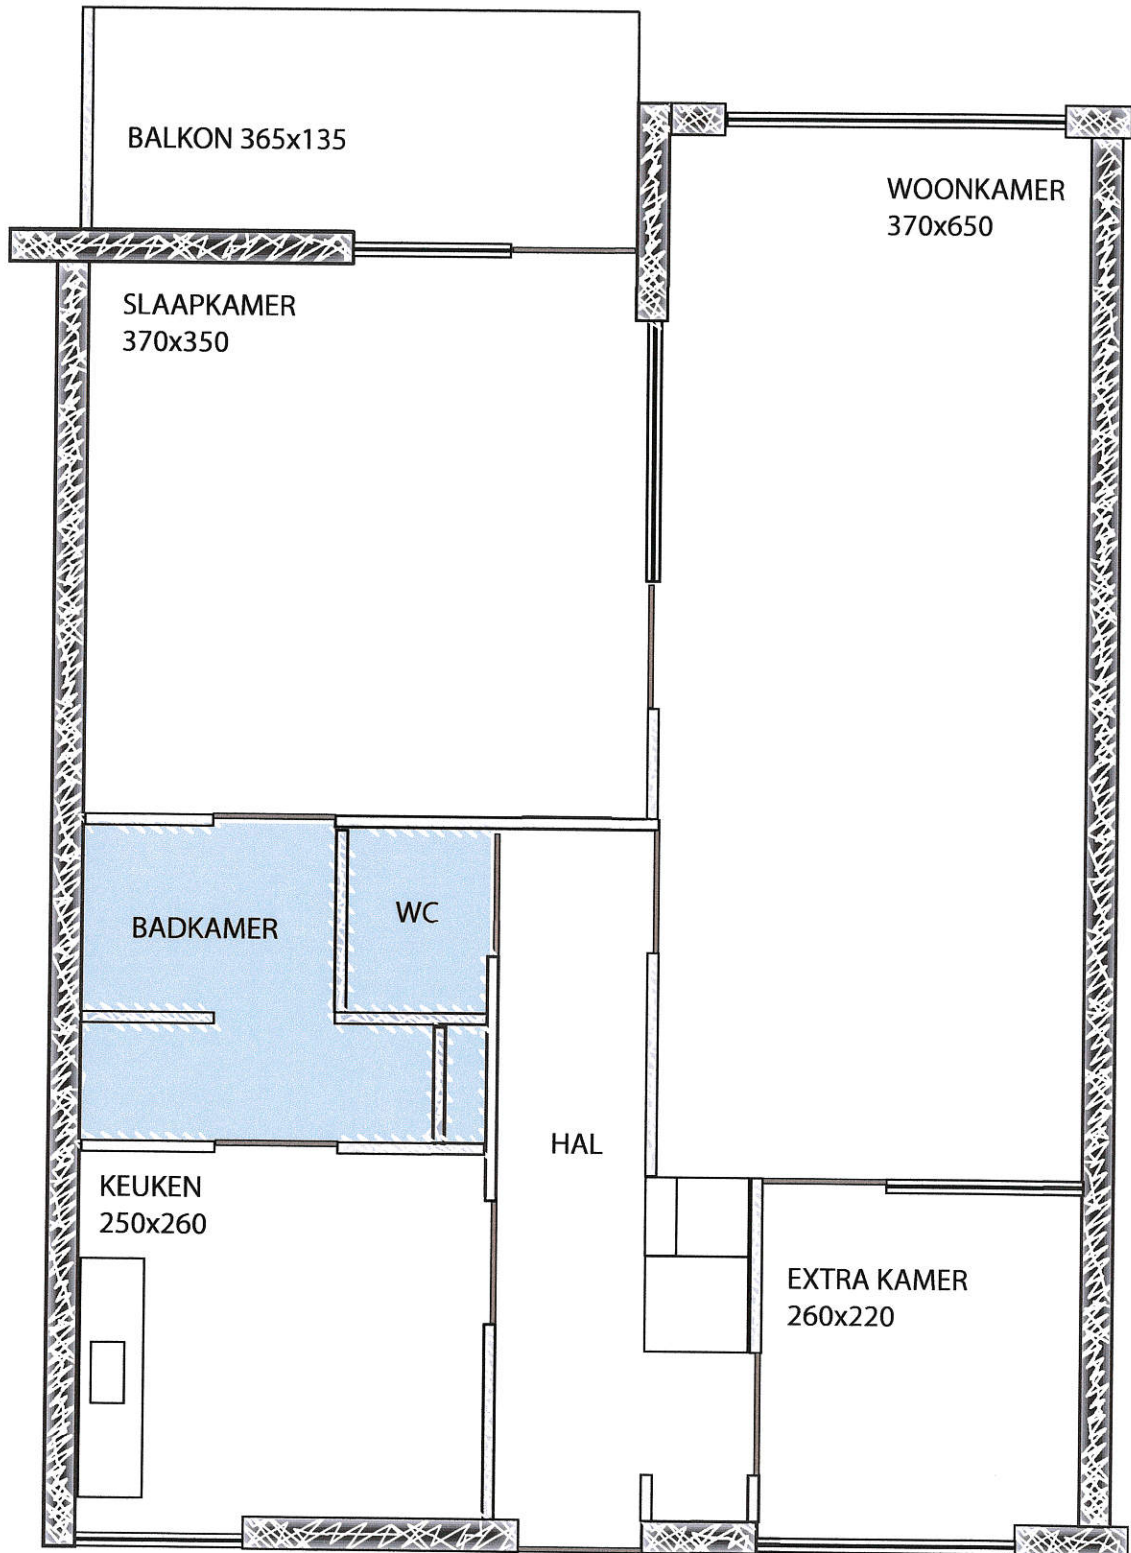 BALKON 365x135
WOONKAMER
370x650
SLAAPKAMER
370x350
BADKAMER
WC
HAL
KEUKEN
250x260
EXTRA KAMER
260x220